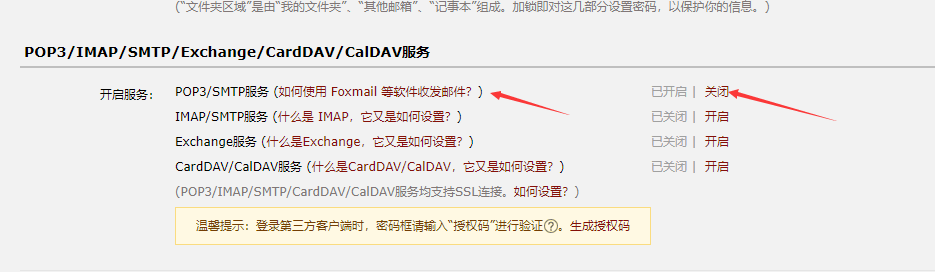 (“文件夹区域”是由“我的文件夹”、“其他邮箱”、“记事本”组成。加锁即对这几部分设置密码，以保护你的信息。)
POP3/IMAP/SMTP/Exchange/CardDAV/CalDAV服务
开启服务： POP3/SMTP服务 (如何使用 Foxmail 等软件收发邮件？) 已开启 | 关闭
IMAP/SMTP服务 (什么是 IMAP，它又是如何设置？) 已关闭 | 开启
Exchange服务 (什么是Exchange，它又是如何设置？) 已关闭 | 开启
CardDAV/CalDAV服务 (什么是CardDAV/CalDAV，它又是如何设置？) 已关闭 | 开启
(POP3/IMAP/SMTP/CardDAV/CalDAV服务均支持SSL连接。如何设置？)
温馨提示：登录第三方客户端时，密码框请输入“授权码”进行验证?。生成授权码